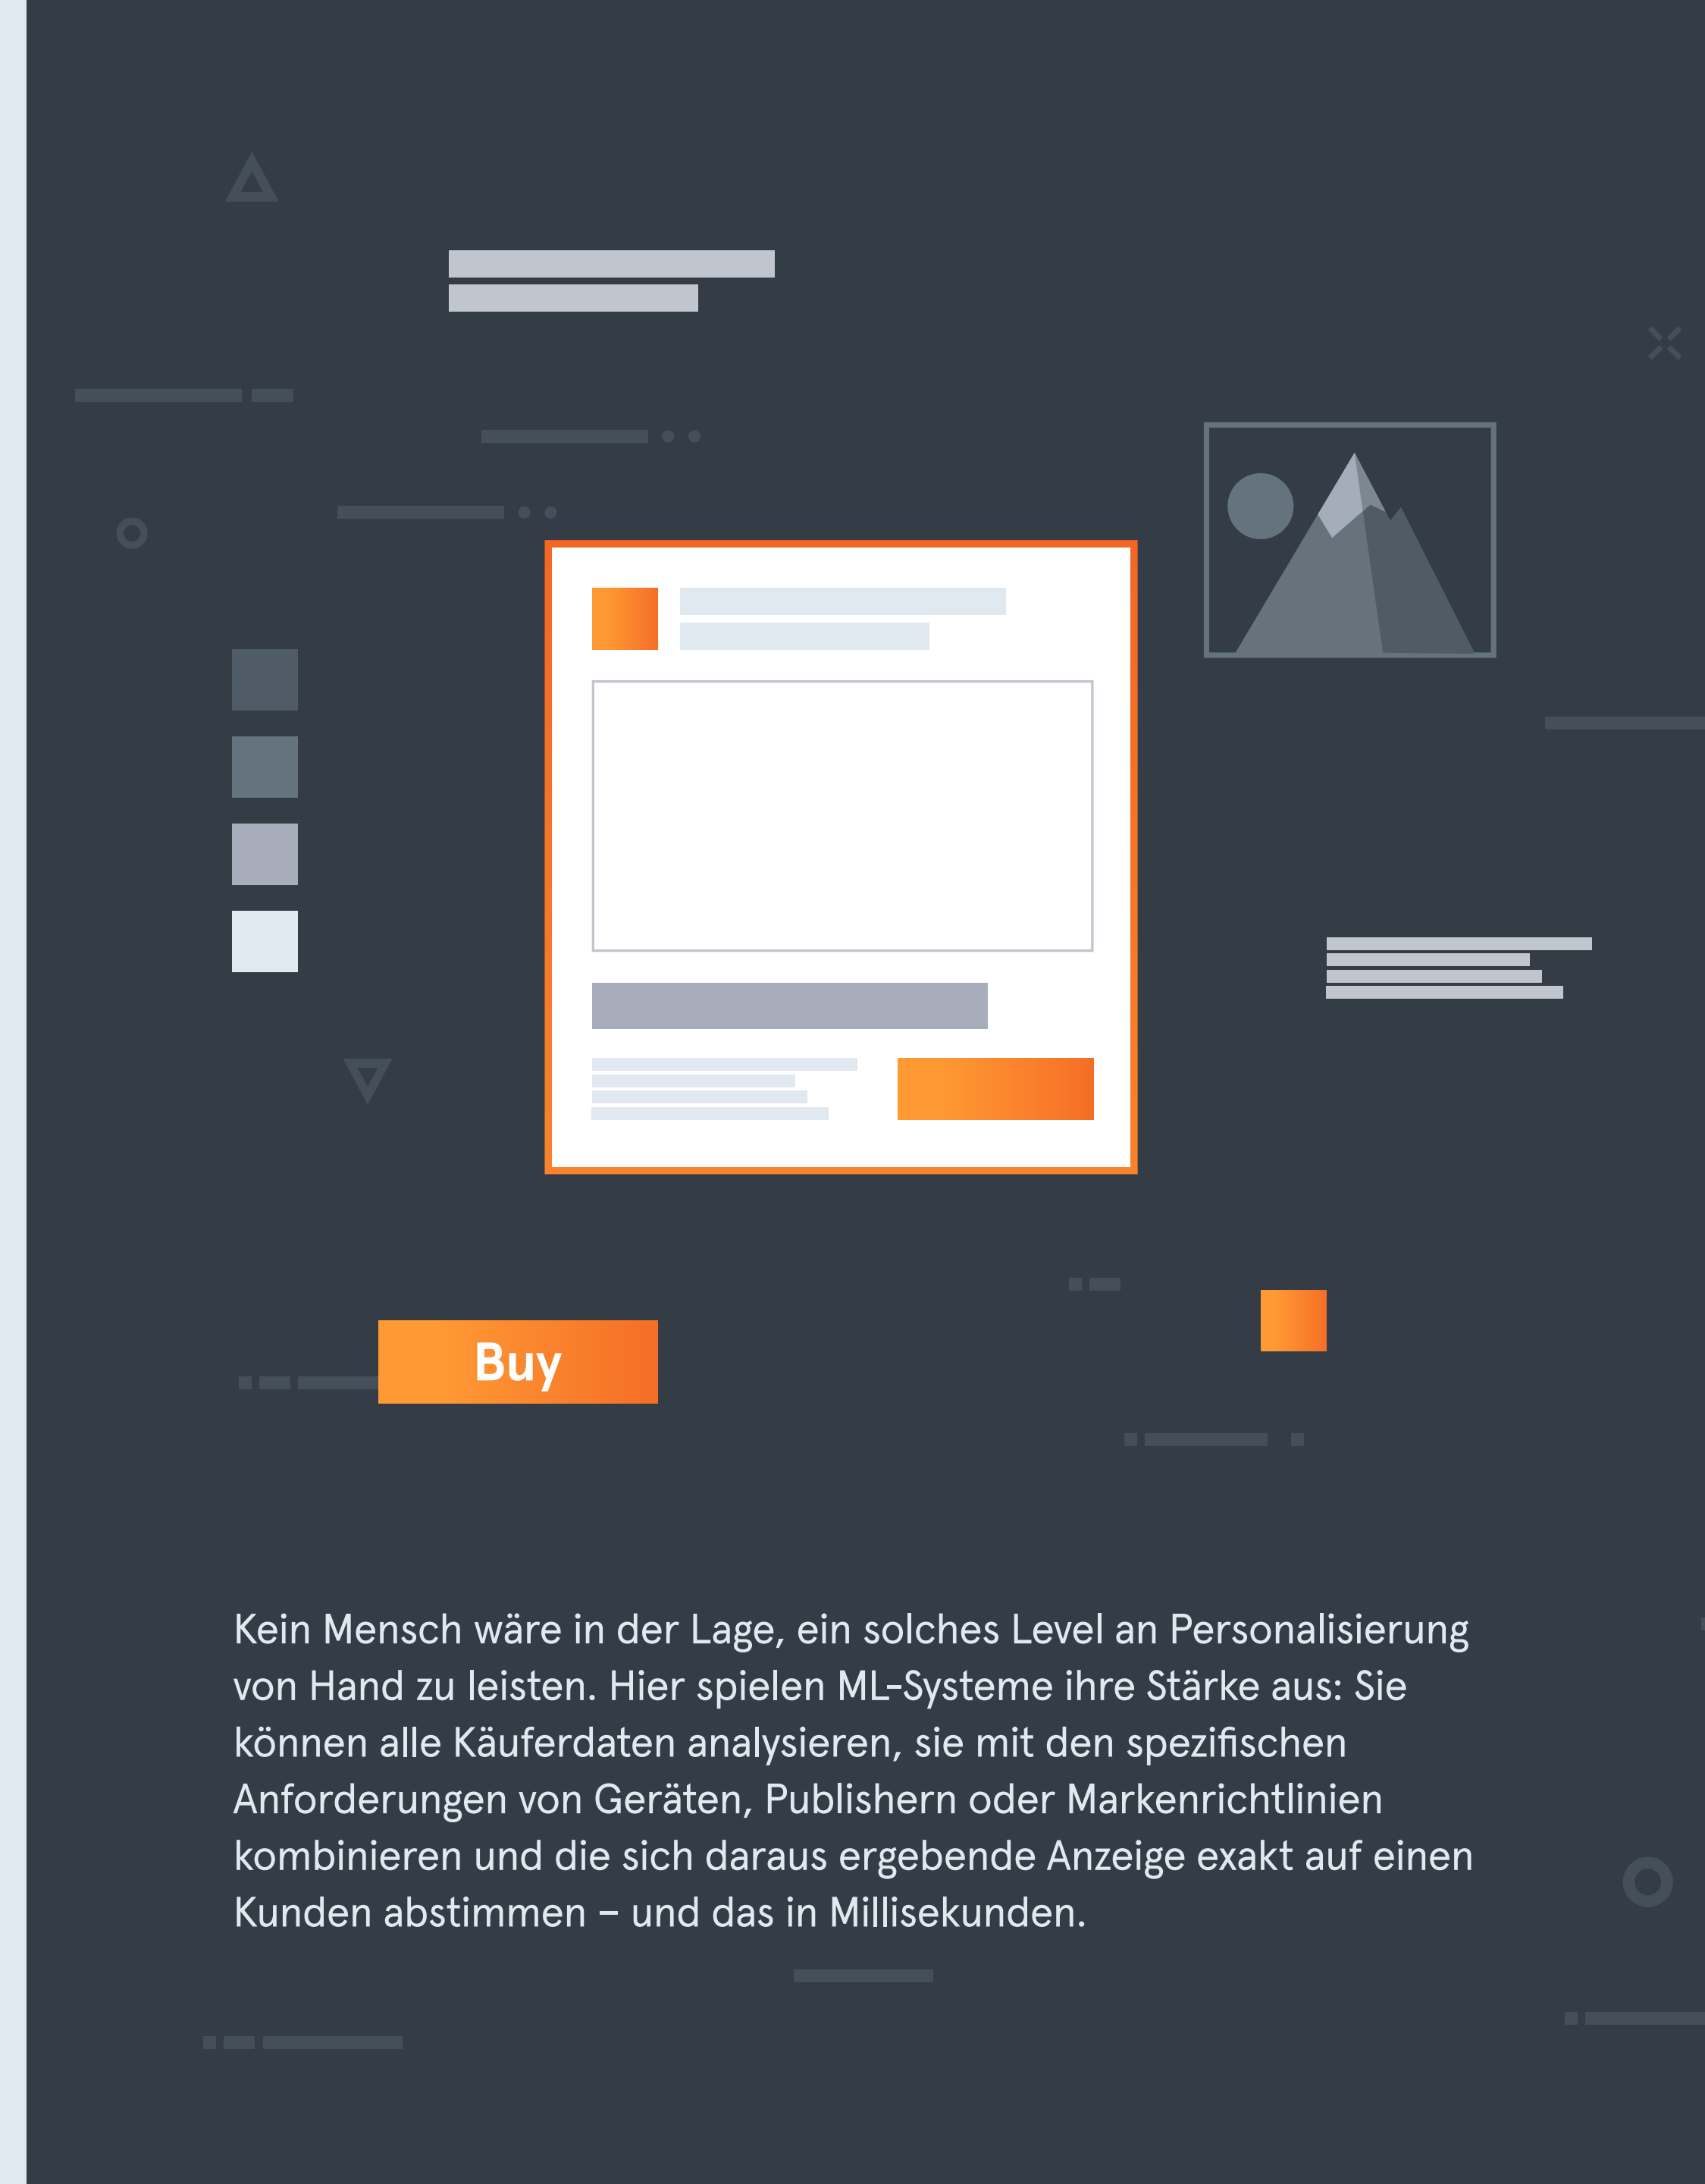 Buy
Kein Mensch wäre in der Lage, ein solches Level an Personalisierung
von Hand zu leisten. Hier spielen ML-Systeme ihre Stärke aus: Sie
können alle Käuferdaten analysieren, sie mit den spezifischen
Anforderungen von Geräten, Publishern oder Markenrichtlinien
kombinieren und die sich daraus ergebende Anzeige exakt auf einen
Kunden abstimmen – und das in Millisekunden.